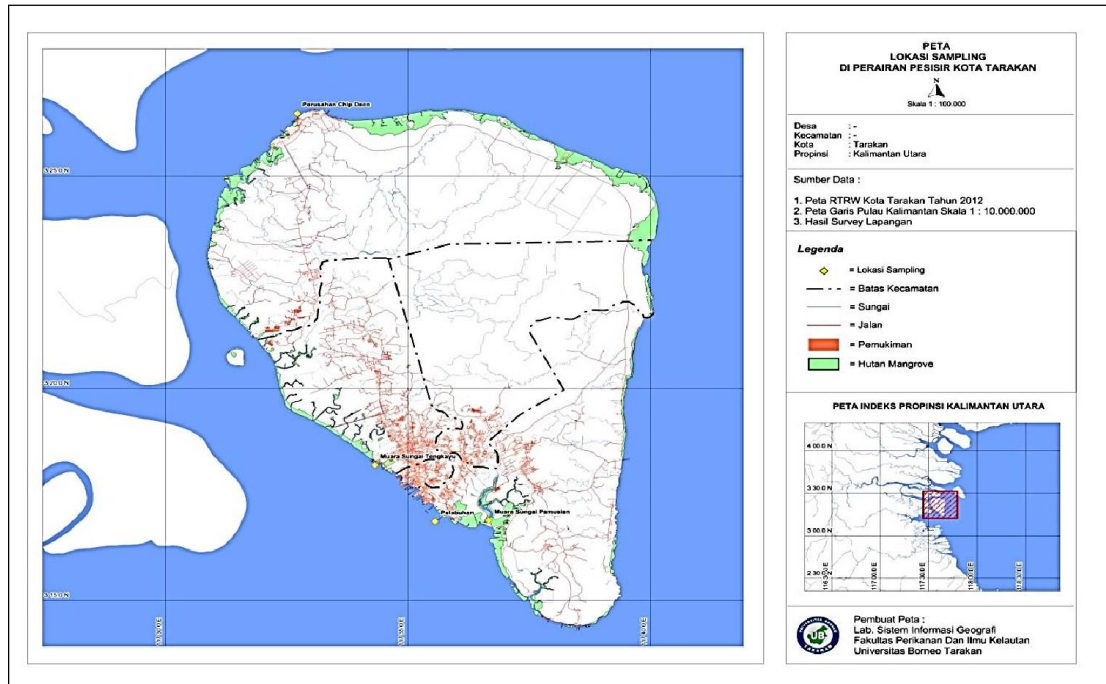 Perusahan Chip Deos
Muara Sungai Tengkayu
Pelabuhan
Muara Sungai Pamusian
PETA
LOKASI SAMPLING
DI PERAIRAN PESISIR KOTA TARAKAN
N
Skala 1 : 100.000
Desa : -
Kecamatan : -
Kota : Tarakan
Propinsi : Kalimantan Utara
Sumber Data :
1. Peta RTRW Kota Tarakan Tahun 2012
2. Peta Garis Pulau Kalimantan Skala 1 : 10.000.000
3. Hasil Survey Lapangan
Legenda
= Lokasi Sampling
= Batas Kecamatan
= Sungai
= Jalan
= Pemukiman
= Hutan Mangrove
PETA INDEKS PROPINSI KALIMANTAN UTARA
Pembuat Peta :
Lab. Sistem Informasi Geografi
Fakultas Perikanan Dan Ilmu Kelautan
Universitas Borneo Tarakan